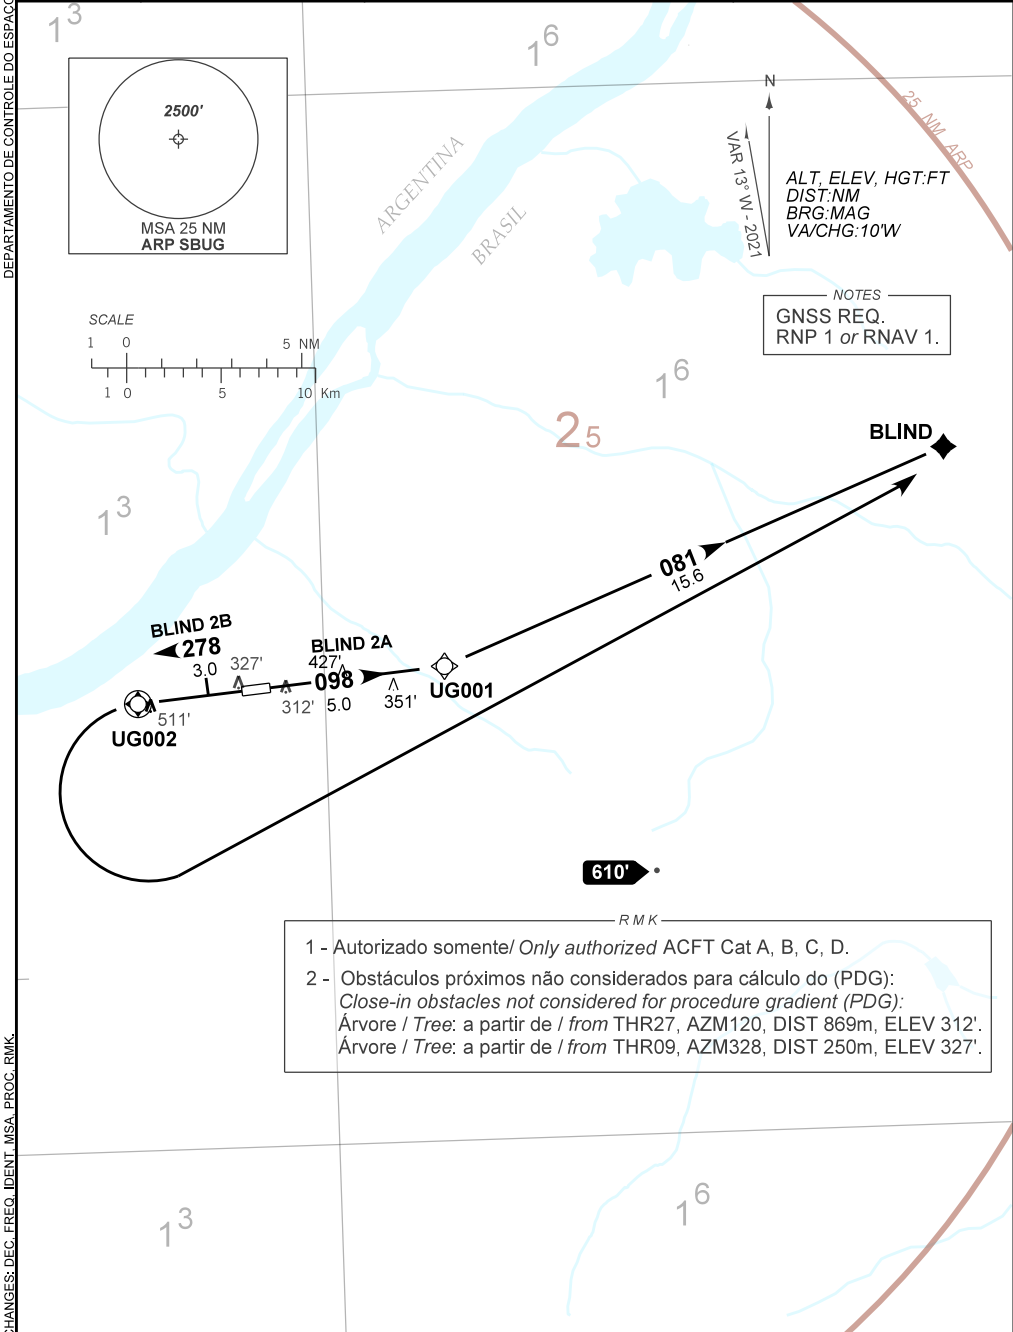 DEPARTAMENTO DE CONTROLE DO ESPAÇO
1³
1⁶
2500'
MSA 25 NM
ARP SBUG
ARGENTINA
BRASIL
N
VAR 13° W - 2021
25 NM ARP
ALT, ELEV, HGT:FT
DIST:NM
BRG:MAG
VA/CHG:10'W
NOTES
GNSS REQ.
RNP 1 or RNAV 1.
SCALE
1 0 5 NM
1 0 5 10 Km
1⁶
25
BLIND
1³
081
15.6
BLIND 2B
278
3.0
327'
BLIND 2A
427'
098
5.0
312'
351'
UG001
511'
UG002
610'
RMK
1 - Autorizado somente/ Only authorized ACFT Cat A, B, C, D.
2 - Obstáculos próximos não considerados para cálculo do (PDG):
Close-in obstacles not considered for procedure gradient (PDG):
Árvore / Tree: a partir de / from THR27, AZM120, DIST 869m, ELEV 312'.
Árvore / Tree: a partir de / from THR09, AZM328, DIST 250m, ELEV 327'.
1³
1⁶
CHANGES: DEC, FREQ, IDENT, MSA, PROC, RMK.